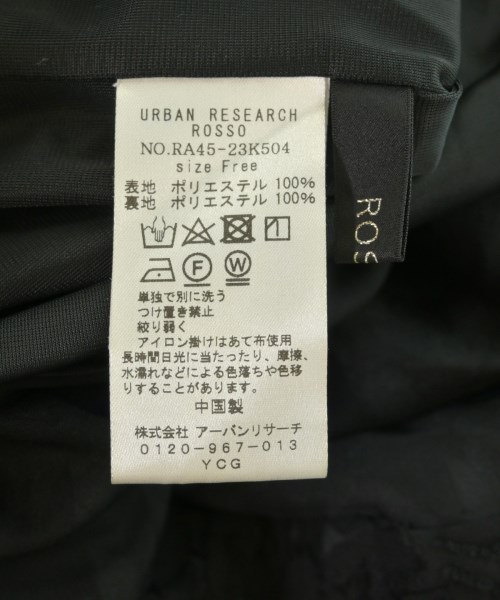 URBAN RESEARCH
ROSSO
NO.RA45-23K504
size Free
表地 ポリエステル 100%
裏地 ポリエステル 100%
F W
単独で別に洗う
つけ置き禁止
絞り弱く
アイロン掛けはあて布使用
長時間日光に当たったり、摩擦、
水濡れなどによる色落ちや色移
りすることがあります。
中国製
株式会社 アーバンリサーチ
0120-967-013
YCG
ROS